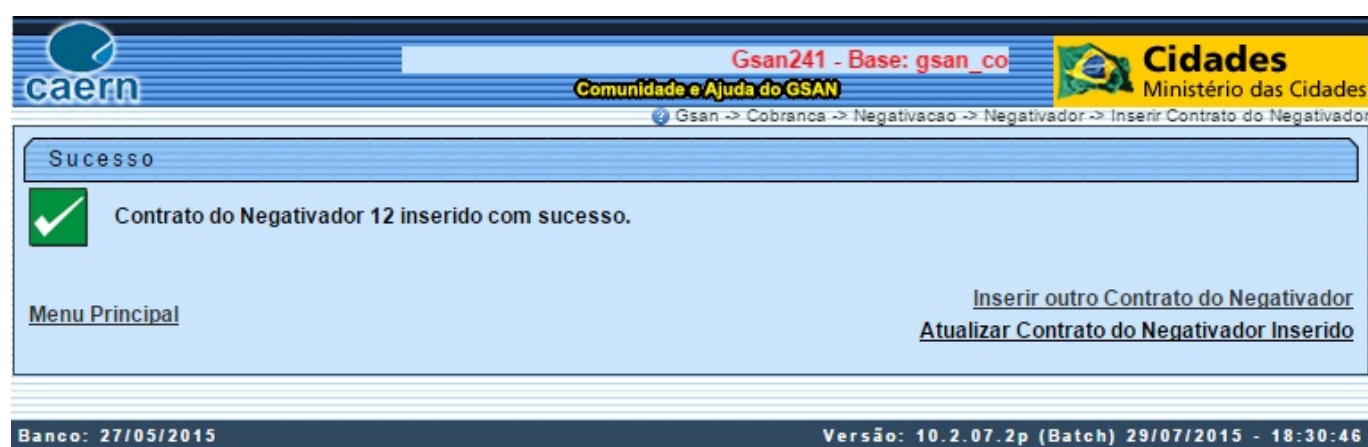 caern
Gsan241 - Base: gsan_co
Comunidade e Ajuda do GSAN
Cidades
Ministério das Cidades
Gsan -> Cobranca -> Negativacao -> Negativador -> Inserir Contrato do Negativador
Sucesso
Contrato do Negativador 12 inserido com sucesso.
Inserir outro Contrato do Negativador
Menu Principal
Atualizar Contrato do Negativador Inserido
Banco: 27/05/2015 Versão: 10.2.07.2p (Batch) 29/07/2015 - 18:30:46